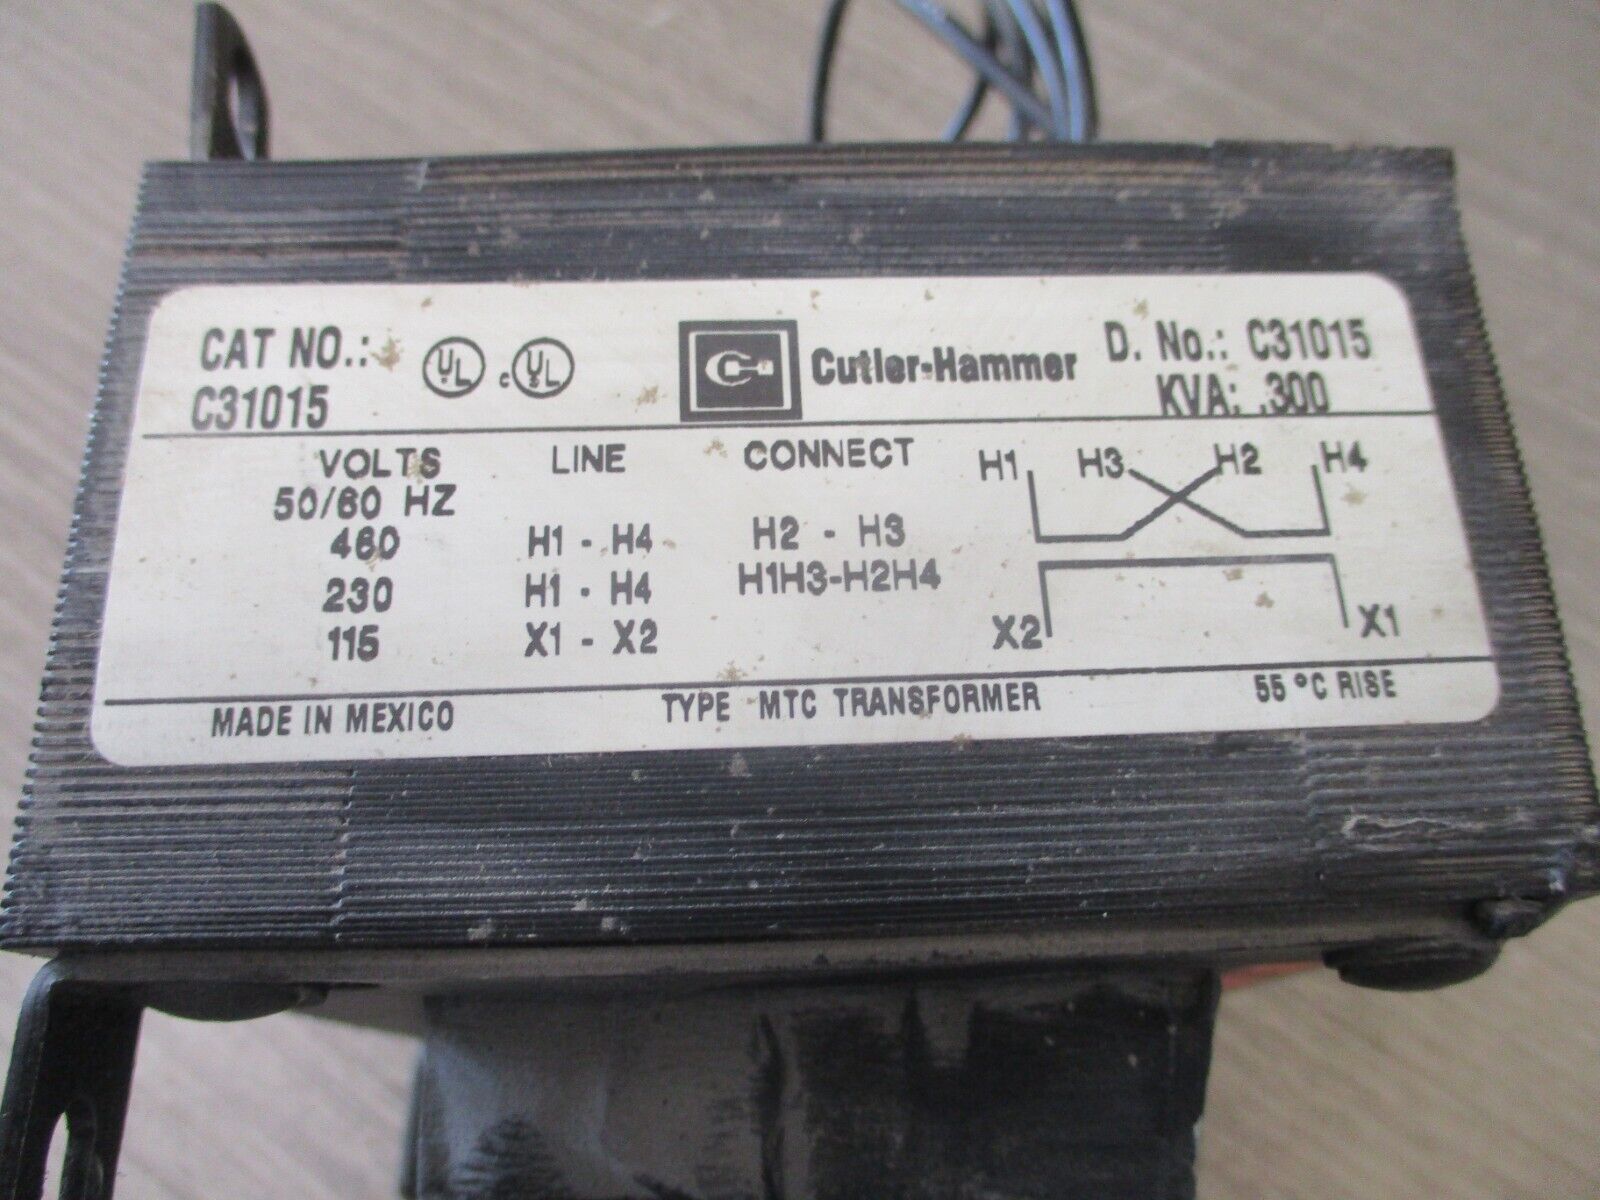 CAT NO.:
C31015
UL c UL
Cutler-Hammer
D. No.: C31015
KVA: .300
VOLTS LINE CONNECT
50/60 HZ
460 H1 - H4 H2 - H3
230 H1 - H4 H1H3-H2H4
115 X1 - X2
H1 H3 H2 H4
X2 X1
MADE IN MEXICO TYPE MTC TRANSFORMER 55 °C RISE